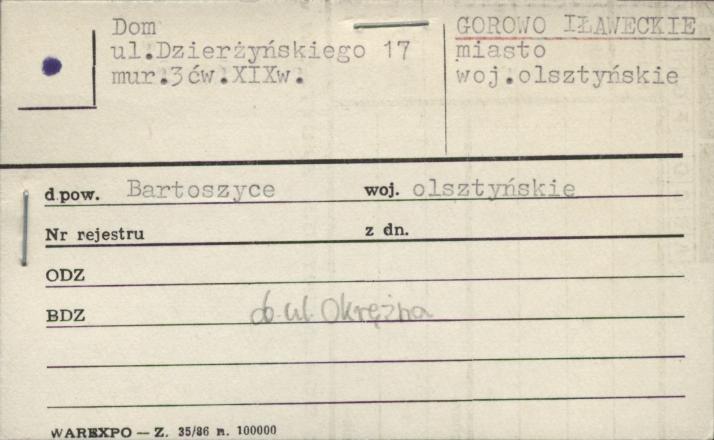 Dom
ul.Dzierżyńskiego 17
mur.3ćw.XIXw.
GOROWO IŁAWECKIE
miasto
woj.olsztyńskie
d.pow. Bartoszyce woj. olsztyńskie
Nr rejestru z dn.
ODZ
BDZ ob. ul. Okrężna
WAREXPO — Z. 35/86 n. 100000